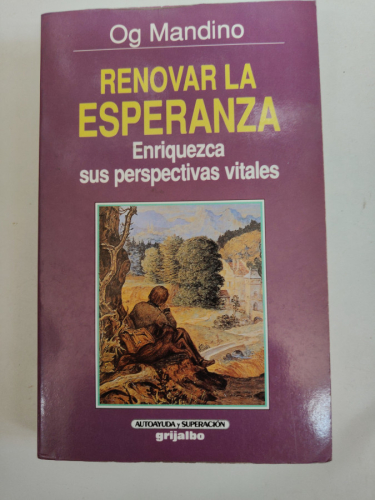 Og Mandino
RENOVAR LA
ESPERANZA
Enriquezca
sus perspectivas vitales
AUTOAYUDA y SUPERACIÓN
grijalbo